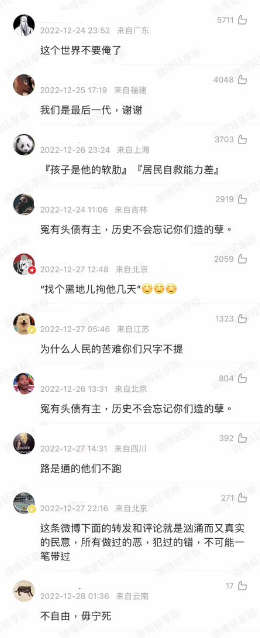 5711
2022-12-24 23:52 来自广东
这个世界不要俺了
4048
2022-12-25 17:19 来自福建
我们是最后一代，谢谢
3703
2022-12-26 23:24 来自上海
『孩子是他的软肋』『居民自救能力差』
2919
2022-12-24 11:06 来自吉林
冤有头债有主，历史不会忘记你们造的孽。
2059
2022-12-27 12:48 来自北京
“找个黑地儿拘他几天”😊😊😊
1323
2022-12-27 05:46 来自江苏
为什么人民的苦难你们只字不提
804
2022-12-26 13:31 来自北京
冤有头债有主，历史不会忘记你们造的孽。
392
2022-12-27 14:31 来自四川
路是通的他们不跑
271
2022-12-27 22:16 来自北京
这条微博下面的转发和评论就是汹涌而又真实
的民意，所有做过的恶，犯过的错，不可能一
笔带过
17
2022-12-28 01:36 来自云南
不自由，毋宁死